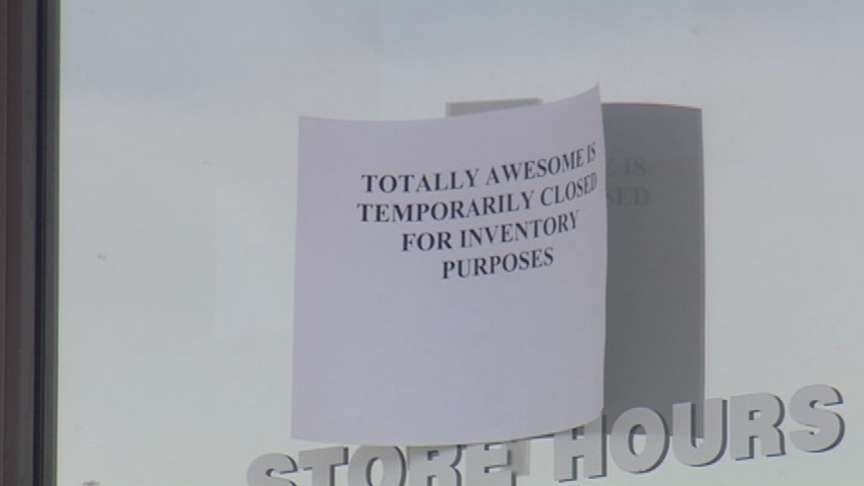 TOTALLY AWESOME IS
TEMPORARILY CLOSED
FOR INVENTORY
PURPOSES
STORE HOURS